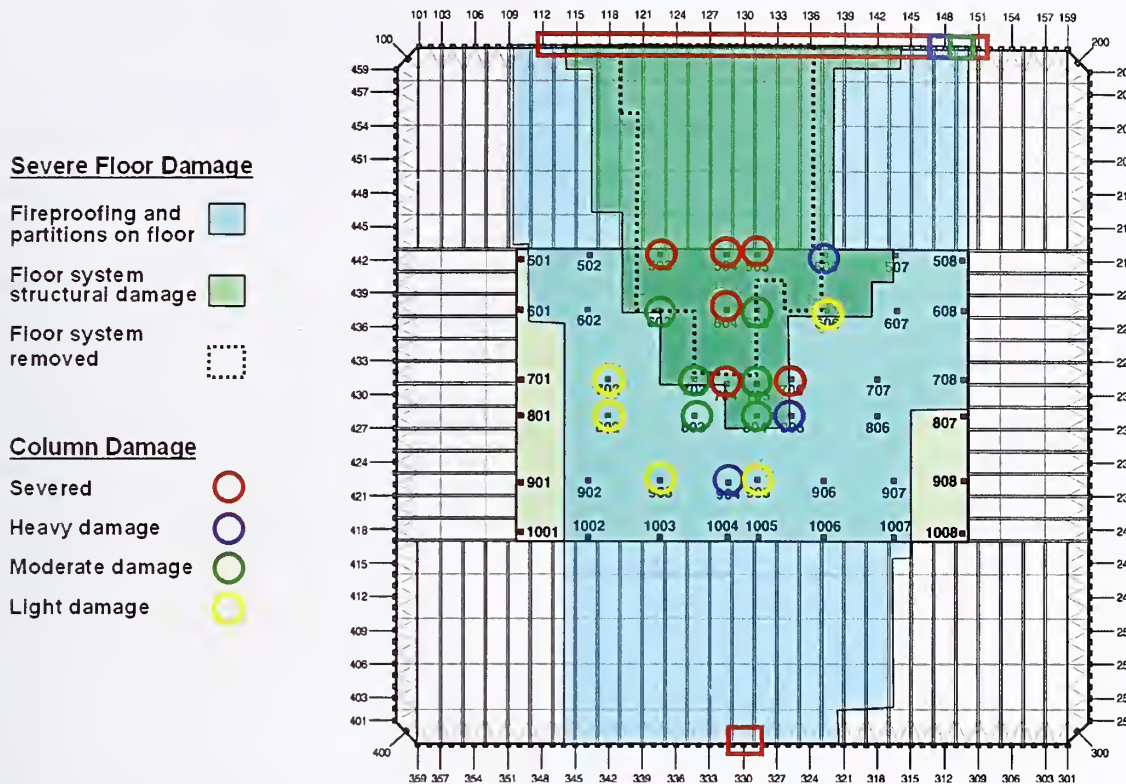 101 103 106 109 112 115 118 121 124 127 130 133 136 139 142 145 148 151 154 157 159
100
200
459
457
Severe Floor Damage
454
451
Fireproofing and
partitions on floor
448
445
Floor system
structural damage
442
501 502 507 508
439
601 602 607 608
Floor system
removed
436
433
701 707 708
430
801 806 807
427
Column Damage
424
Severed
901 902 906 907 908
421
Heavy damage
418
1001 1002 1003 1004 1005 1006 1007 1008
Moderate damage
415
412
Light damage
409
406
403
401
400
300
359 357 354 351 348 345 342 339 336 333 330 327 324 321 318 315 312 309 306 303 301